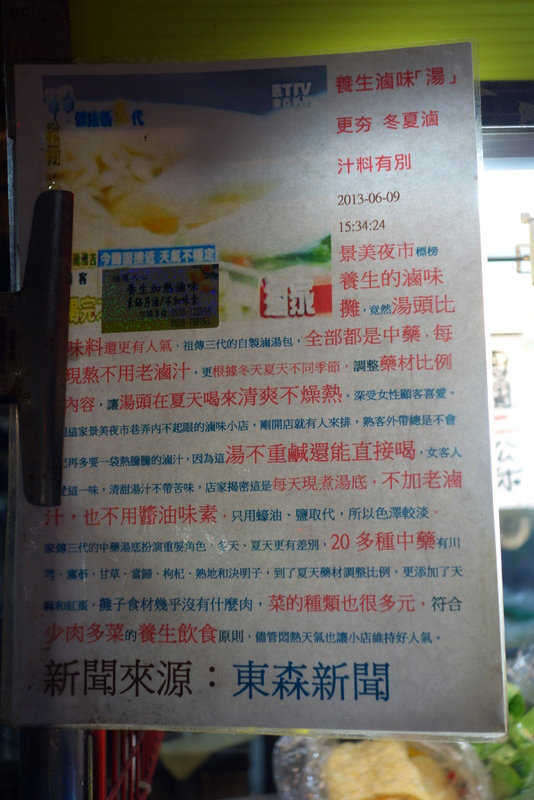 養生滷味「湯」
更夯 冬夏滷
汁料有別
2013-06-09
15:34:24
ETTV
健康新 代
今
天氣不穩定
養生加熱滷味
景美夜市標榜
養生的滷味
攤，竟然湯頭比
味料還更有人氣，祖傳三代的自製滷湯包，全部都是中藥，每
現熬不用老滷汁，更根據冬天夏天不同季節，調整藥材比例
內容，讓湯頭在夏天喝來清爽不燥熱，深受女性顧客喜愛。
這家景美夜市巷弄內不起眼的滷味小店，剛開店就有人來排，熟客外帶總是不會
再多要一袋熱騰騰的滷汁，因為這湯不重鹹還能直接喝，女客人
這一味，清甜湯汁不帶苦味，店家揭密這是每天現煮湯底，不加老滷
汁，也不用醬油味素，只用蠔油、鹽取代，所以色澤較淡。
家傳三代的中藥湯底扮演重要角色，冬天、夏天更有差別，20 多種中藥有川
芎、黨蔘、甘草、當歸、枸杞、熟地和決明子，到了夏天藥材調整比例，更添加了天
麻和紅棗，攤子食材幾乎沒有什麼肉，菜的種類也很多元，符合
少肉多菜的養生飲食原則，儘管悶熱天氣也讓小店維持好人氣。
新聞來源：東森新聞